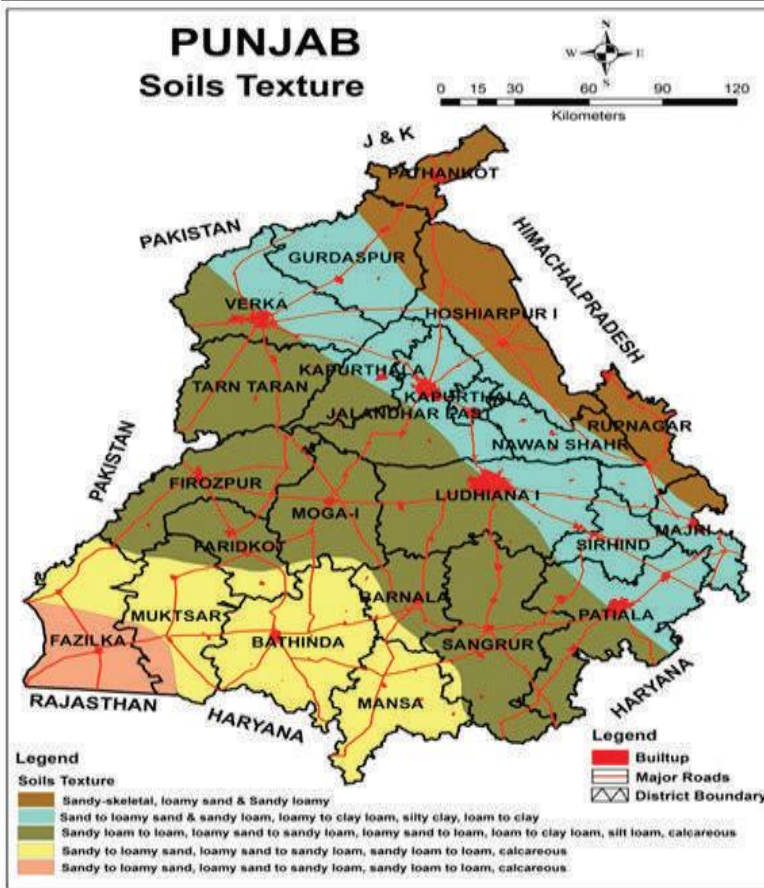 PUNJAB
Soils Texture
N
W E
S
0 15 30 60 90 120
Kilometers
J & K
PATHANKOT
PAKISTAN
HIMACHALPRADESH
GURDASPUR
VERKA
HOSHIARPUR I
KAPURTHALA
TARN TARAN
KAPURTHALA
JALANDHAR PAS
RUPNAGAR
NAWAN SHAHR
PAKISTAN
FIROZPUR
LUDHIANA I
MOGA-I
MAJRI
SIRHIND
FARIDKOT
BARNALA
MUKTSAR
PATIALA
FAZILKA
BATHINDA
SANGRUR
RAJASTHAN
HARYANA
MANSA
HARYANA
Legend
Builtup
Major Roads
District Boundary
Legend
Soils Texture
Sandy-skeletal, loamy sand & Sandy loamy
Sand to loamy sand & sandy loam, loamy to clay loam, silty clay, loam to clay
Sandy loam to loam, loamy sand to sandy loam, loamy sand to loam, loam to clay loam, silt loam, calcareous
Sandy to loamy sand, loamy sand to sandy loam, sandy loam to loam, calcareous
Sandy to loamy sand, loamy sand to sandy loam, sandy loam to loam, calcareous